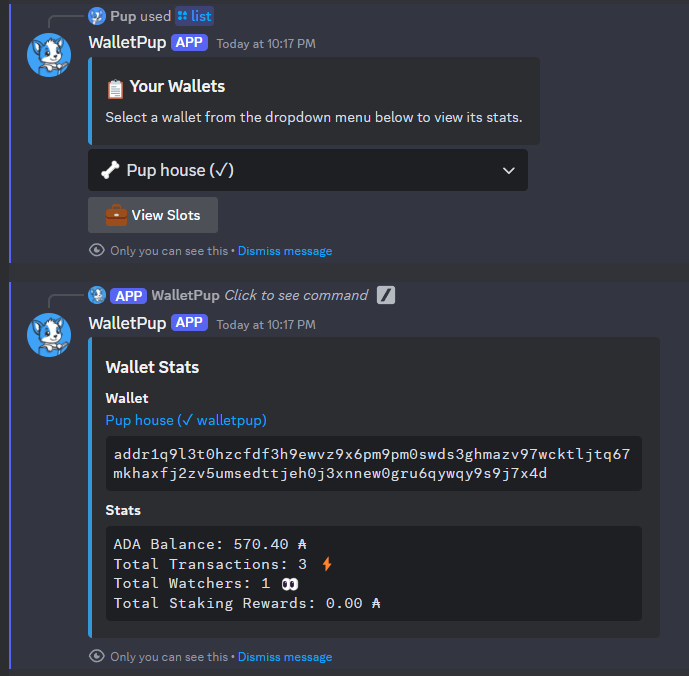 Pup used list
WalletPup APP Today at 10:17 PM
Your Wallets
Select a wallet from the dropdown menu below to view its stats.
Pup house (✓)
View Slots
Only you can see this • Dismiss message
APP WalletPup Click to see command
WalletPup APP Today at 10:17 PM
Wallet Stats
Wallet
Pup house (✓ walletpup)
addr1q9l3t0hzcfdf3h9ewvz9x6pm9pm0swds3ghmazv97wcktljtq67
mkhaxfj2zv5umsedttjeh0j3xnnew0gru6qywqy9s9j7x4d
Stats
ADA Balance: 570.40 ₳
Total Transactions: 3 ⚡
Total Watchers: 1 👀
Total Staking Rewards: 0.00 ₳
Only you can see this • Dismiss message